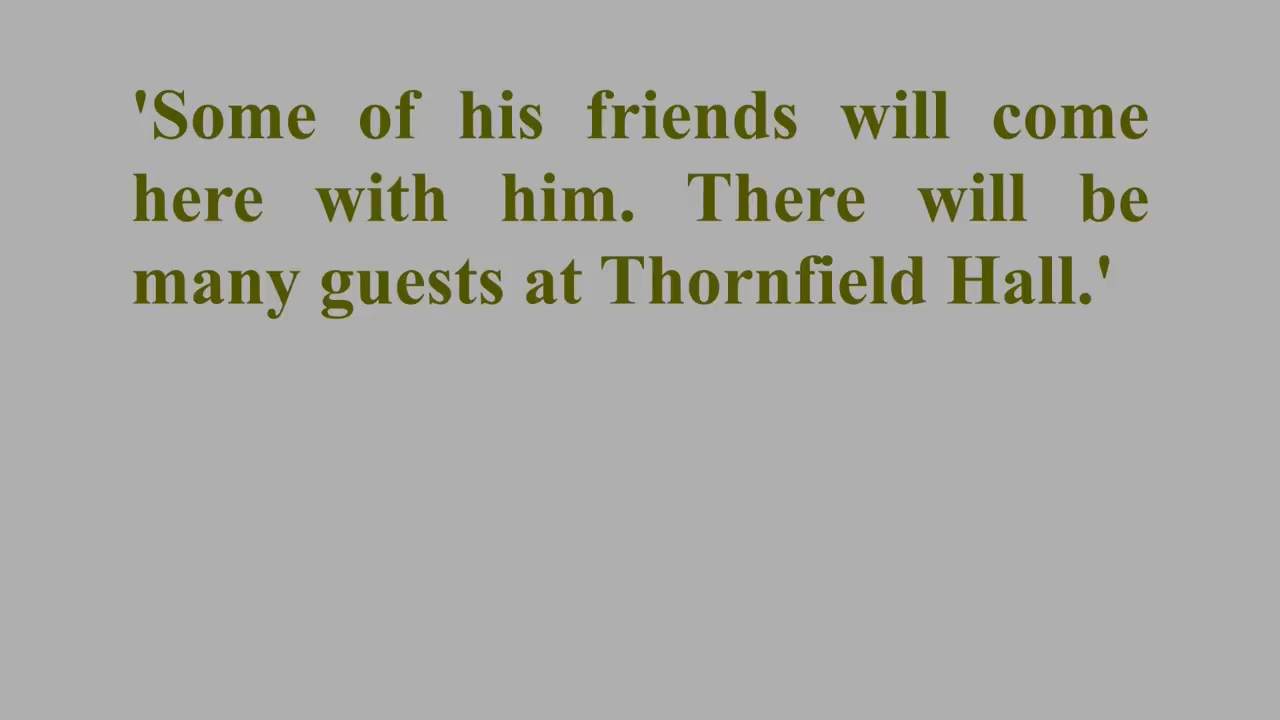 'Some of his friends will come
here with him. There will be
many guests at Thornfield Hall.'